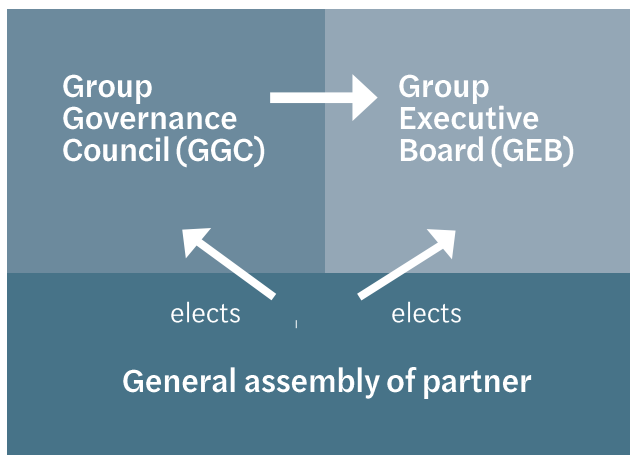 Group
Governance
Council (GGC)
Group
Executive
Board (GEB)
elects
elects
General assembly of partner